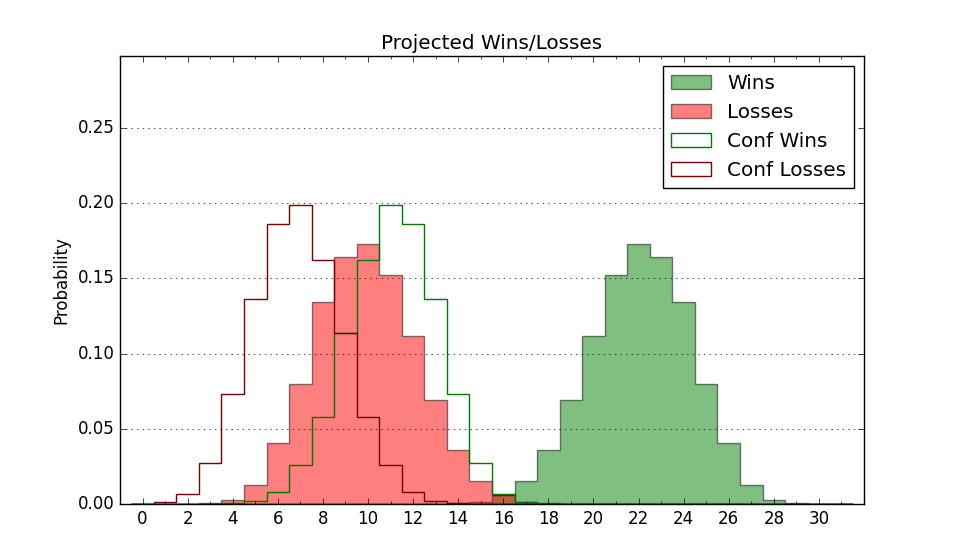 Projected Wins/Losses
Wins
Losses
Conf Wins
Conf Losses
Probability
0.25
0.20
0.15
0.10
0.05
0.00
0 2 4 6 8 10 12 14 16 18 20 22 24 26 28 30